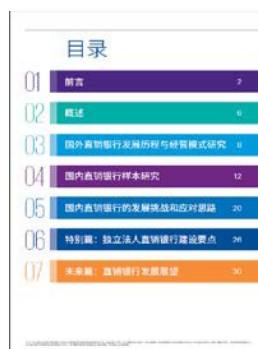 目录
01 前言 2
02 概述 6
03 国外直销银行发展历程与经营模式研究 8
04 国内直销银行样本研究 12
05 国内直销银行的发展挑战和应对思路 20
06 特别篇：独立法人直销银行建设要点 26
07 未来篇：直销银行发展展望 30